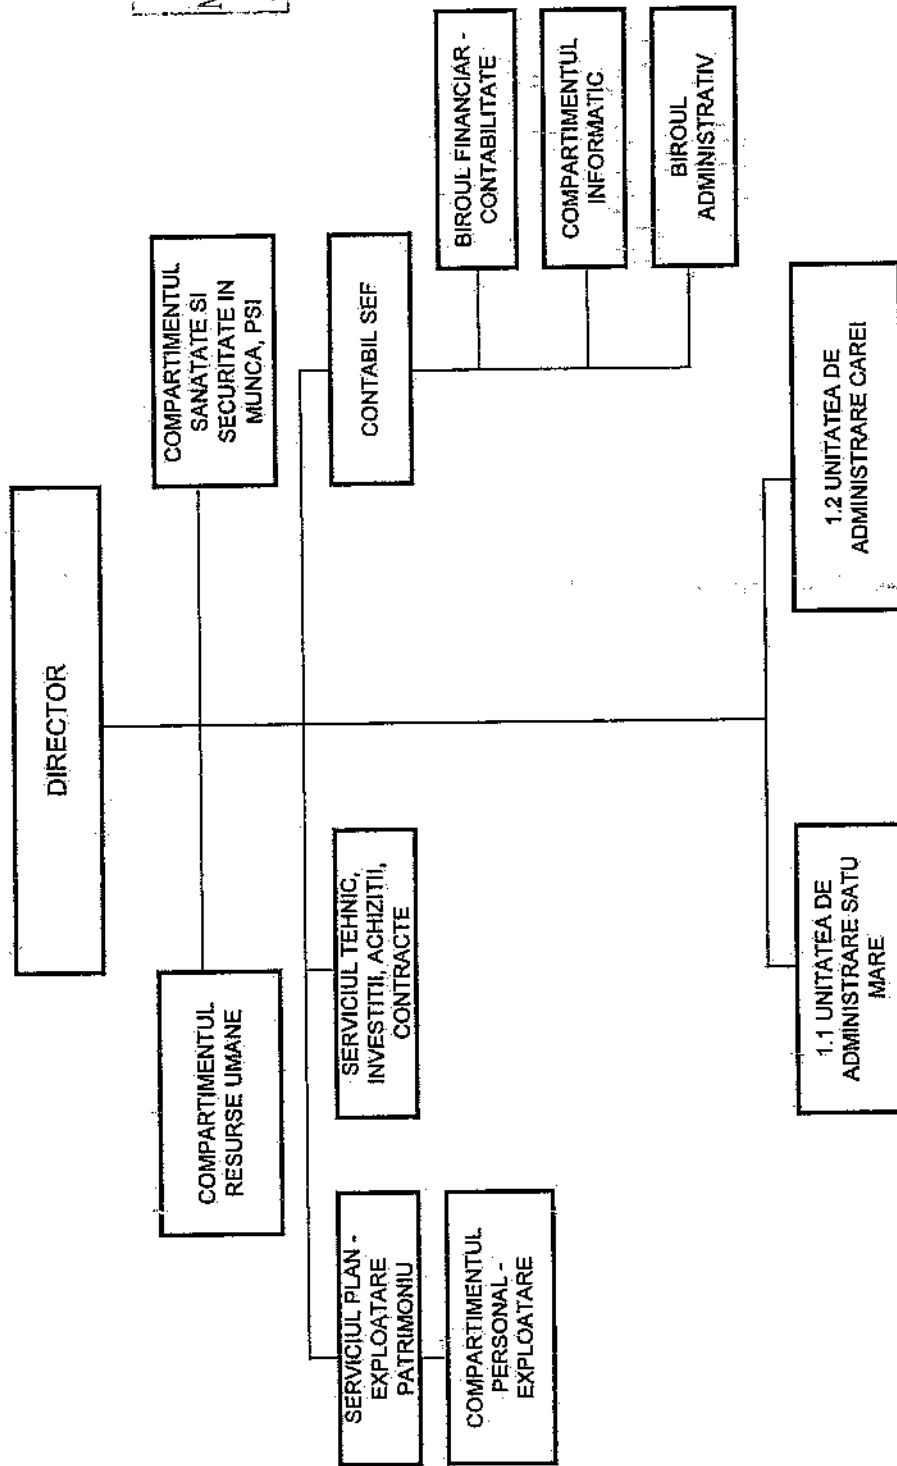 DIRECTOR
COMPARTIMENTUL
RESURSE UMANE
COMPARTIMENTUL
SANATATE SI
SECURITATE IN
MUNCA, PSI
SERVICIUL PLAN -
EXPLOATARE
PATRIMONIU
SERVICIUL TEHNIC,
INVESTITII, ACHIZITII,
CONTRACTE
CONTABIL SEF
COMPARTIMENTUL
PERSONAL -
EXPLOATARE
BIROUL FINANCIAR -
CONTABILITATE
COMPARTIMENTUL
INFORMATIC
BIROUL
ADMINISTRATIV
1.1 UNITATEA DE
ADMINISTRARE SATU
MARE
1.2 UNITATEA DE
ADMINISTRARE CAREI